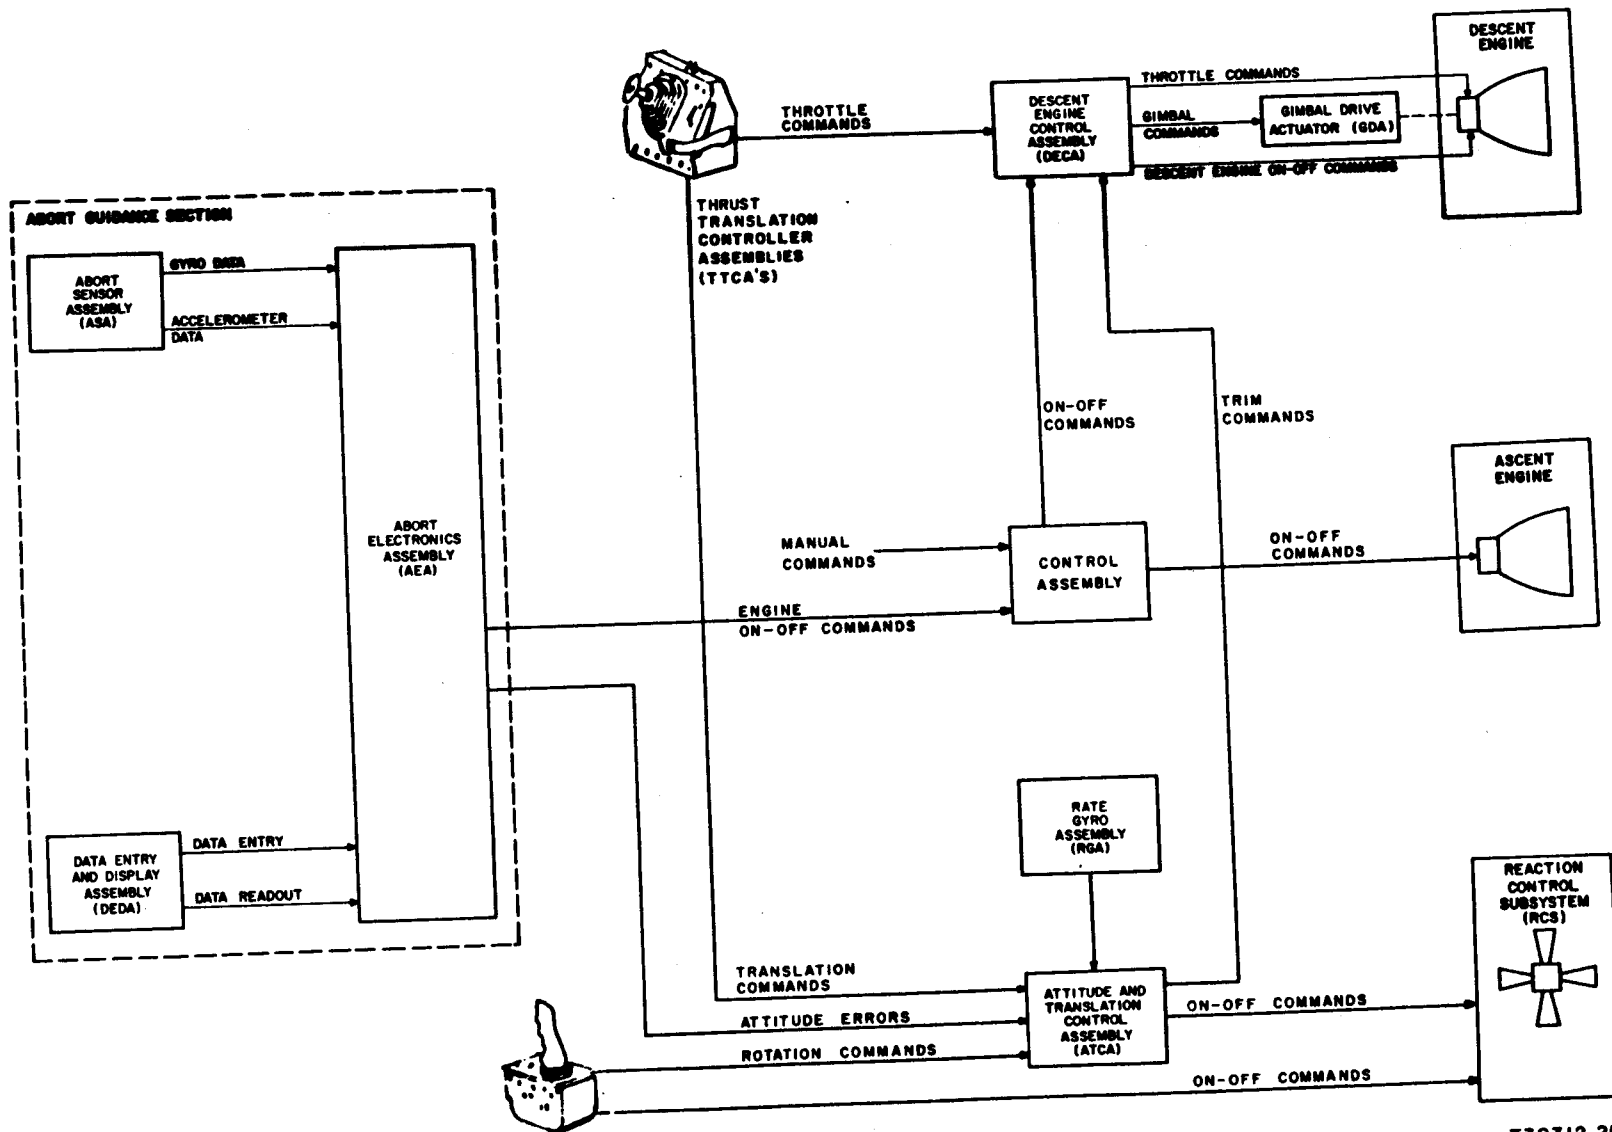 DESCENT
ENGINE
THROTTLE COMMANDS
THROTTLE
COMMANDS
DESCENT
ENGINE
CONTROL
ASSEMBLY
(DECA)
GIMBAL
COMMANDS
GIMBAL DRIVE
ACTUATOR (GDA)
DESCENT ENGINE ON-OFF COMMANDS
THRUST
TRANSLATION
CONTROLLER
ASSEMBLIES
(TTCA'S)
ABORT GUIDANCE SECTION
ABORT
SENSOR
ASSEMBLY
(ASA)
GYRO DATA
ACCELEROMETER
DATA
ABORT
ELECTRONICS
ASSEMBLY
(AEA)
ON-OFF
COMMANDS
TRIM
COMMANDS
ASCENT
ENGINE
MANUAL
COMMANDS
CONTROL
ASSEMBLY
ON-OFF
COMMANDS
ENGINE
ON-OFF COMMANDS
RATE
GYRO
ASSEMBLY
(RGA)
DATA ENTRY
AND DISPLAY
ASSEMBLY
(DEDA)
DATA ENTRY
DATA READOUT
REACTION
CONTROL
SUBSYSTEM
(RCS)
TRANSLATION
COMMANDS
ATTITUDE ERRORS
ROTATION COMMANDS
ATTITUDE AND
TRANSLATION
CONTROL
ASSEMBLY
(ATCA)
ON-OFF COMMANDS
ON-OFF COMMANDS